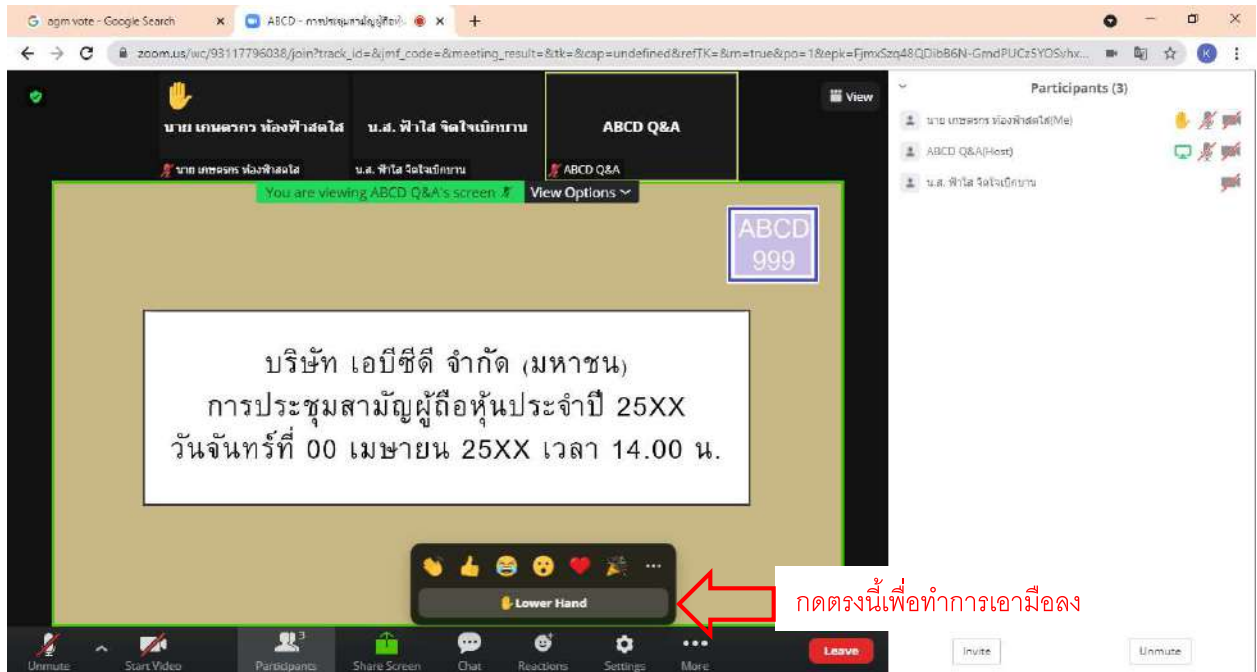 agm vote - Google Search
ABCD - การประชุมสามัญผู้ถือหุ้
zoom.us/wc/93117796038/join?track_id=&jmf_code=&meeting_result=&tk=&cap=undefined&refTK=&rn=true&po=1&epk=
K
View
นาย เกษตรกร ท้องฟ้าสดใส
น.ส. ฟ้าใส จิตใจเบิกบาน
ABCD Q&A
นาย เกษตรกร ท้องฟ้าสดใส
น.ส. ฟ้าใส จิตใจเบิกบาน
ABCD Q&A
You are viewing ABCD Q&A's screen
View Options
Participants (3)
นาย เกษตรกร ท้องฟ้าสดใส(Me)
ABCD Q&A(Host)
น.ส. ฟ้าใส จิตใจเบิกบาน
ABCD
999
บริษัท เอบีซีดี จำกัด (มหาชน)
การประชุมสามัญผู้ถือหุ้นประจำปี 25XX
วันจันทร์ที่ 00 เมษายน 25XX เวลา 14.00 น.
Lower Hand
กดตรงนี้เพื่อทำการเอามือลง
Unmute
Start Video
Participants
3
Share Screen
Chat
Reactions
Settings
More
Leave
Invite
Unmute